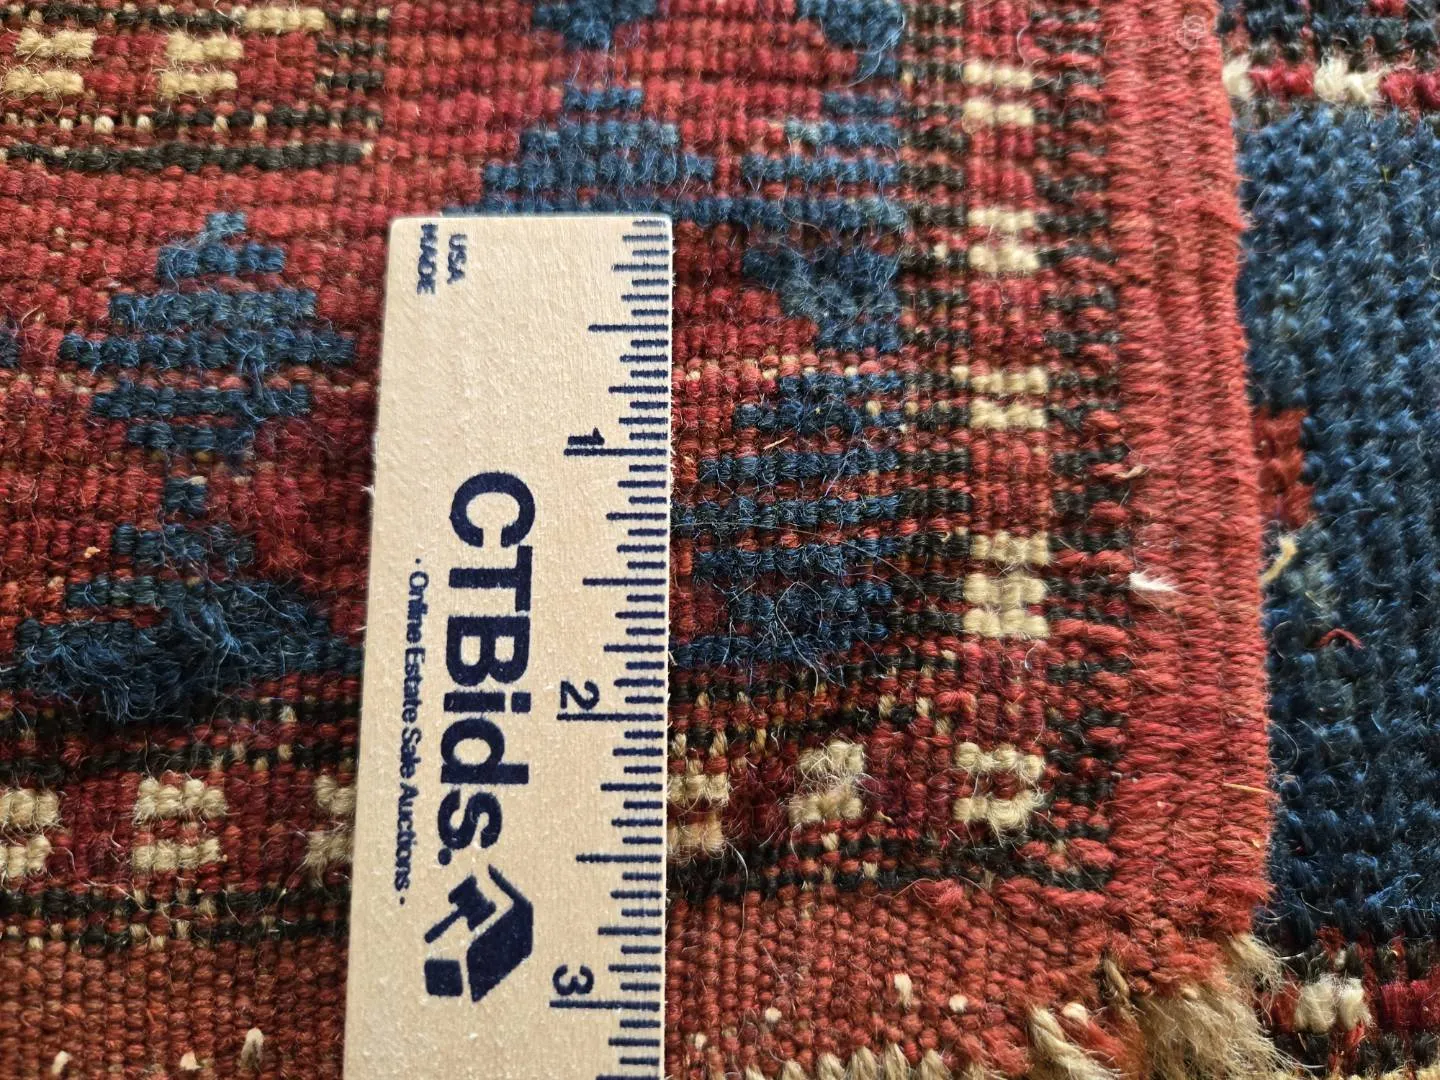 MADE
USA
1
2
3
CTBids.
· Online Estate Sale Auctions ·